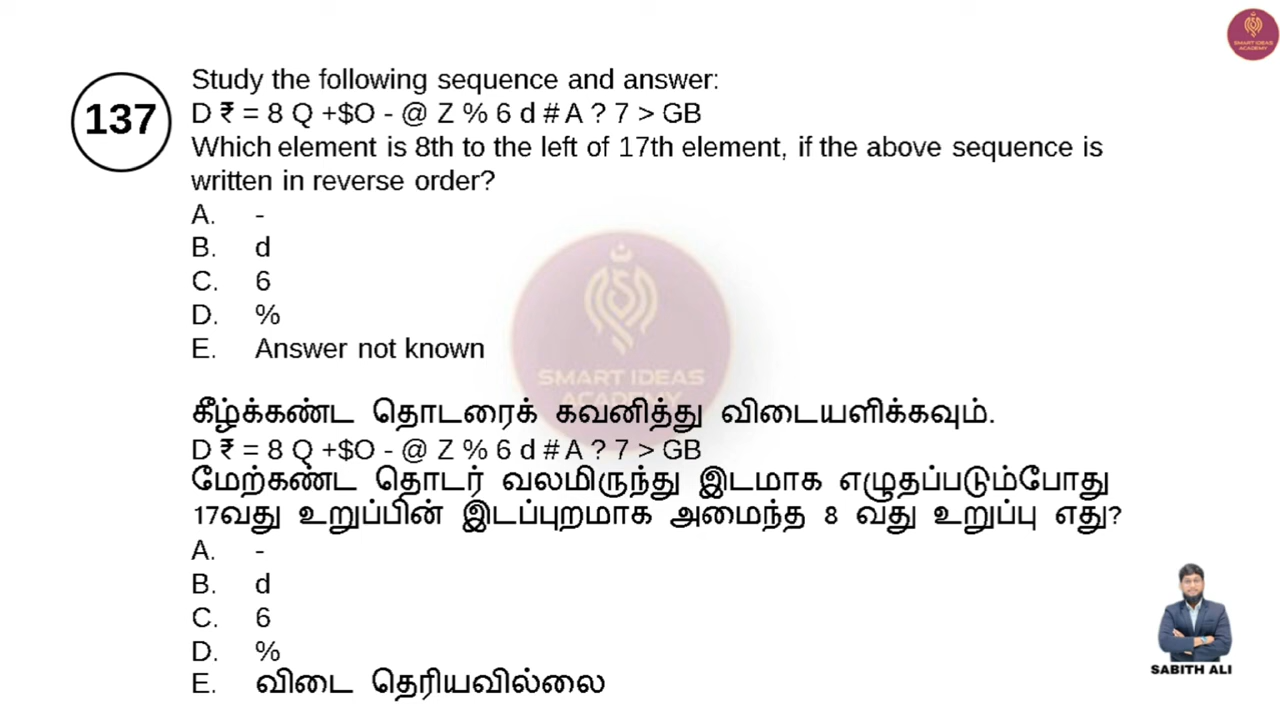 SMART IDEAS
ACADEMY
137
Study the following sequence and answer:
D ₹ = 8 Q +$O - @ Z % 6 d # A ? 7 > GB
Which element is 8th to the left of 17th element, if the above sequence is
written in reverse order?
A. -
B. d
C. 6
D. %
E. Answer not known
SMART IDEAS
ACADEMY
கீழ்க்கண்ட தொடரைக் கவனித்து விடையளிக்கவும்.
D ₹ = 8 Q +$O - @ Z % 6 d # A ? 7 > GB
மேற்கண்ட தொடர் வலமிருந்து இடமாக எழுதப்படும்போது
17வது உறுப்பின் இடப்புறமாக அமைந்த 8 வது உறுப்பு எது?
A. -
B. d
C. 6
D. %
E. விடை தெரியவில்லை
SABITH ALI